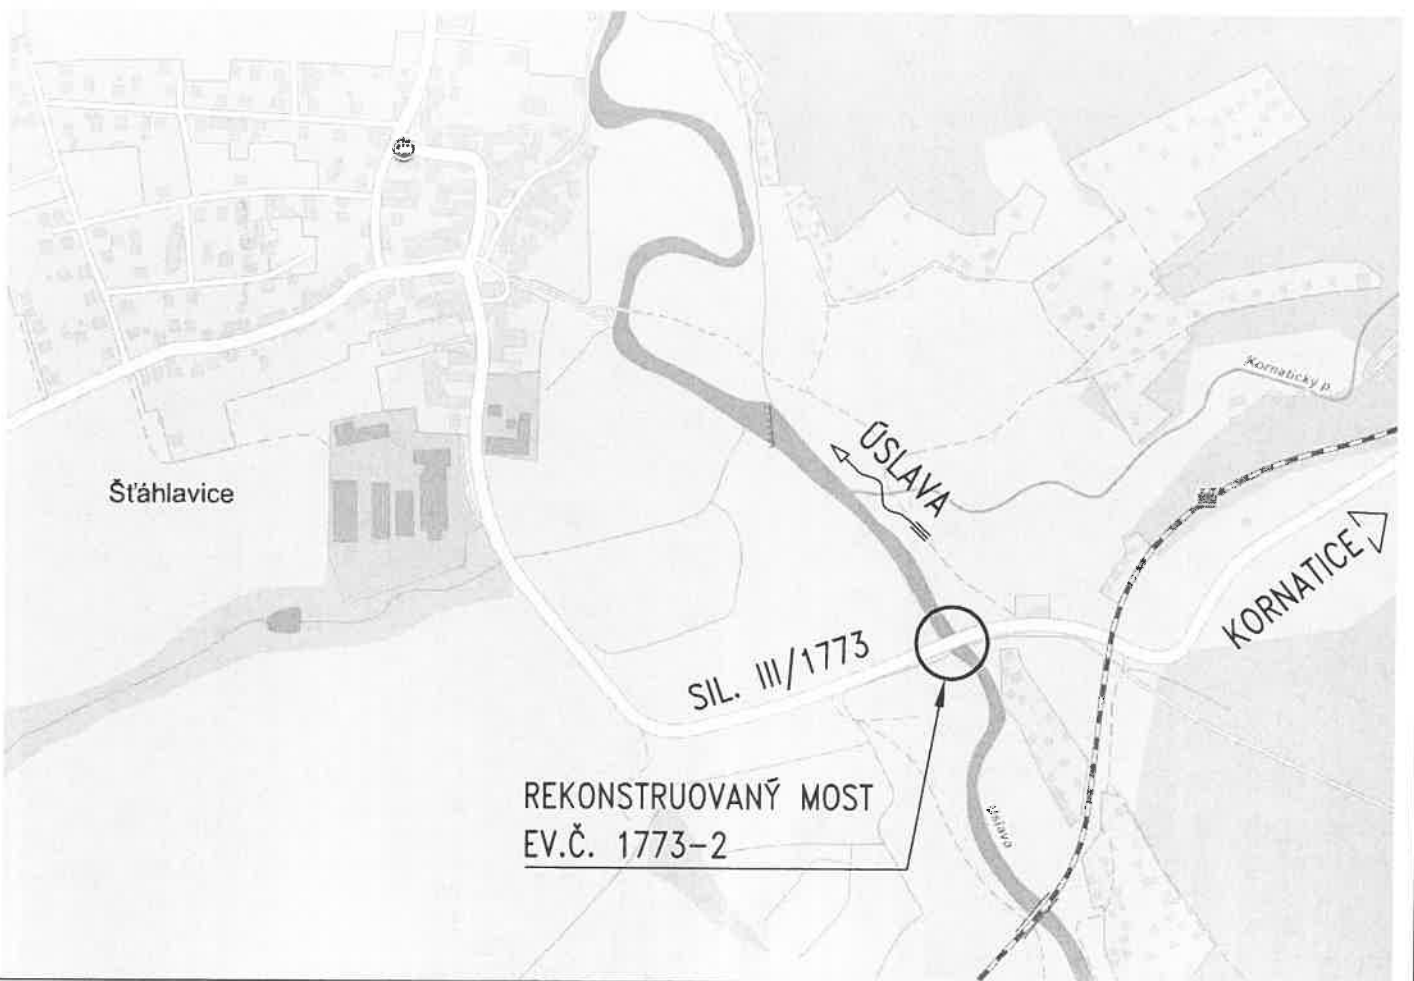 Kornatický p.
ÚSLAVA
Šťáhlavice
KORNATICE
SIL. III/1773
REKONSTRUOVANÝ MOST
EV.Č. 1773-2
Úslava